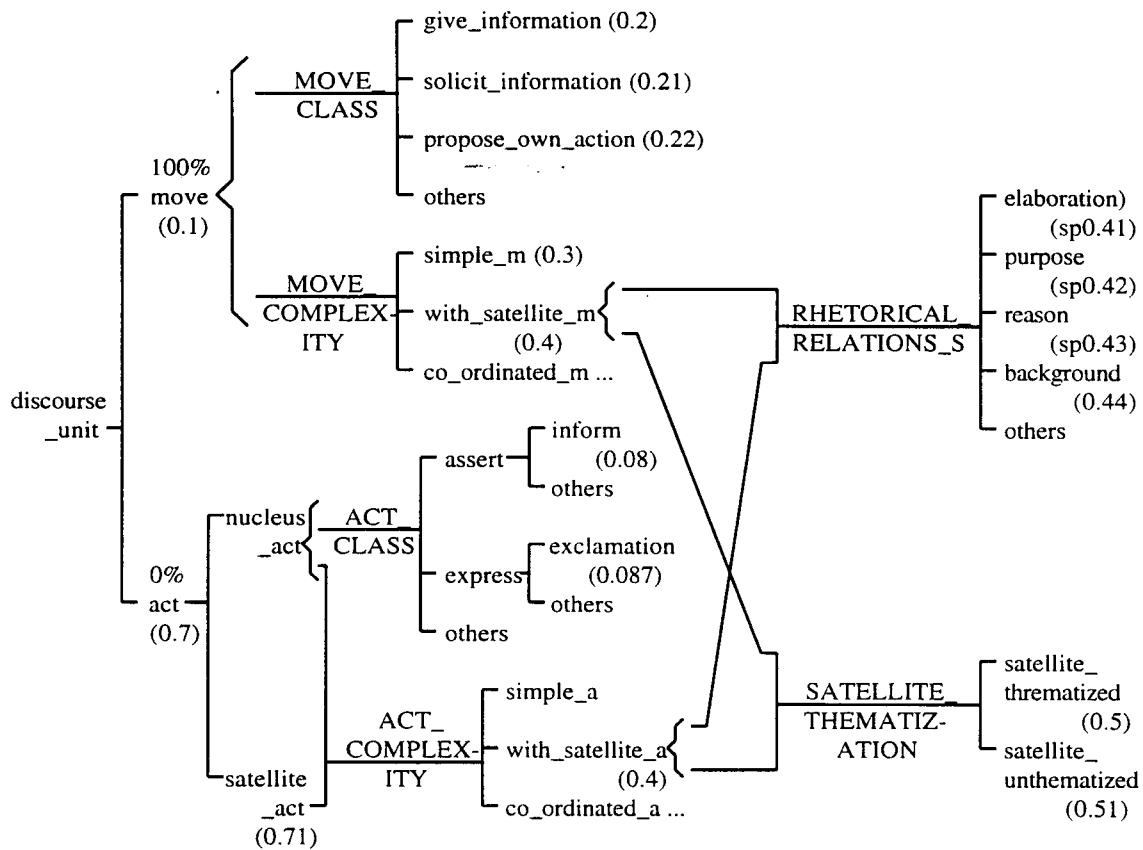 give_information (0.2)
MOVE_
CLASS
solicit_information (0.21)
propose_own_action (0.22)
others
100%
move
(0.1)
simple_m (0.3)
MOVE_
COMPLEX-
ITY
with_satellite_m
(0.4)
co_ordinated_m ...
RHETORICAL_
RELATIONS_S
elaboration)
(sp0.41)
purpose
(sp0.42)
reason
(sp0.43)
background
(0.44)
others
discourse
_unit
0%
act
(0.7)
nucleus
_act
ACT_
CLASS
assert
inform
(0.08)
others
express
exclamation
(0.087)
others
others
satellite
_act
(0.71)
ACT_
COMPLEX-
ITY
simple_a
with_satellite_a
(0.4)
co_ordinated_a ...
SATELLITE_
THEMATIZ-
ATION
satellite_
thrematized
(0.5)
satellite_
unthematized
(0.51)